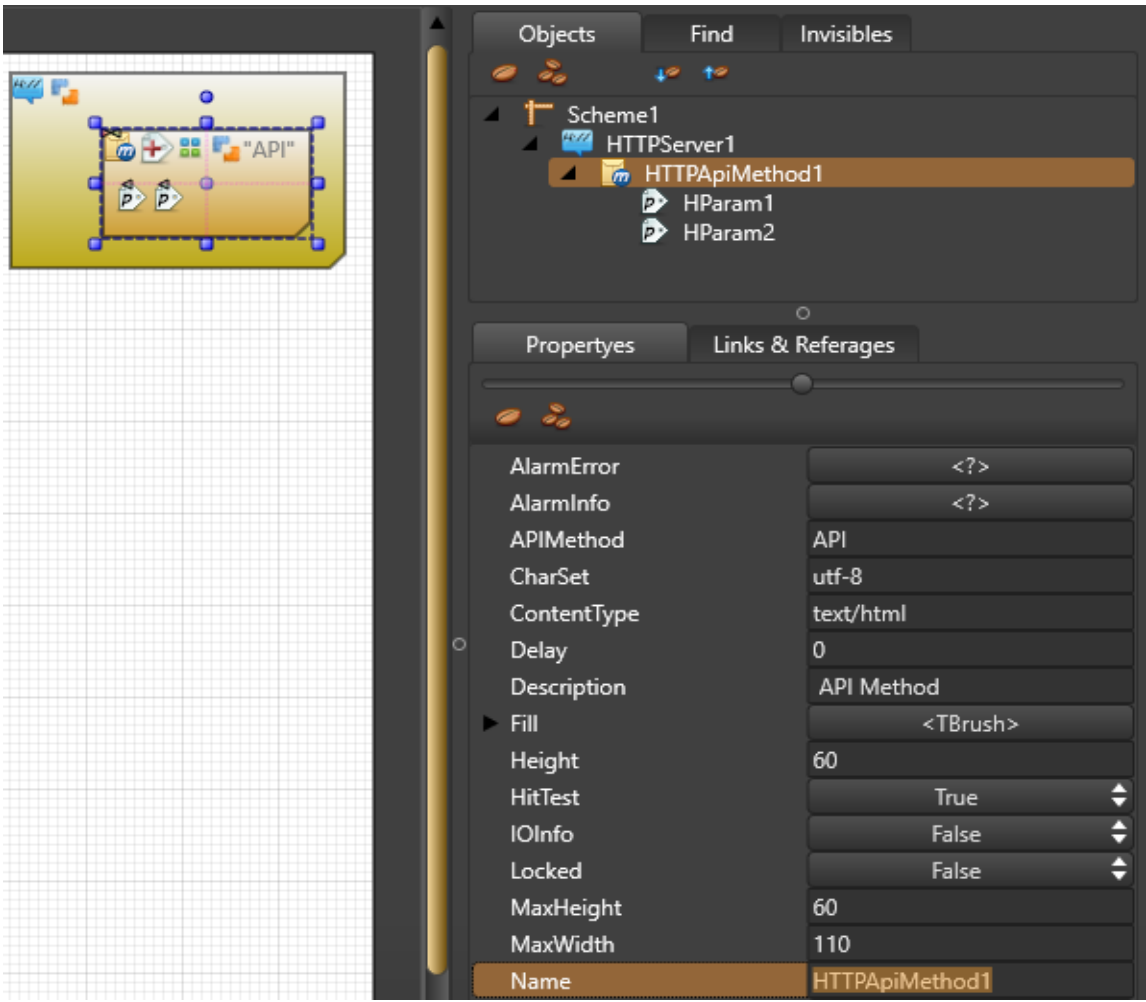 Objects Find Invisibles
Scheme1
HTTPServer1
HTTPApiMethod1
HParam1
HParam2
"API"
Propertyes Links & Referages
AlarmError <?>
AlarmInfo <?>
APIMethod API
CharSet utf-8
ContentType text/html
Delay 0
Description API Method
Fill <TBrush>
Height 60
HitTest True
IOInfo False
Locked False
MaxHeight 60
MaxWidth 110
Name HTTPApiMethod1